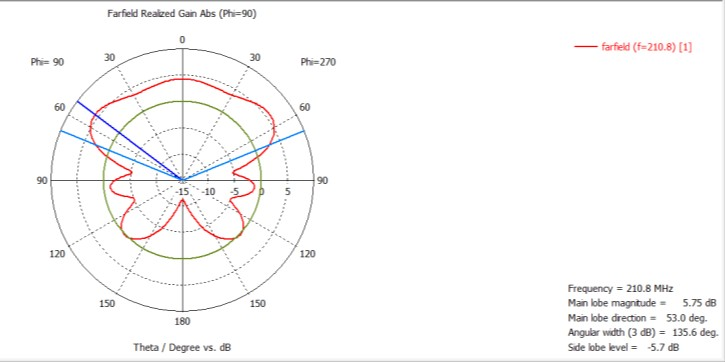 Farfield Realized Gain Abs (Phi=90)
0
30
30
Phi= 90
Phi=270
60
60
90
-15
-10
-5
0
5
90
120
120
150
150
180
Theta / Degree vs. dB
farfield (f=210.8) [1]
Frequency = 210.8 MHz
Main lobe magnitude = 5.75 dB
Main lobe direction = 53.0 deg.
Angular width (3 dB) = 135.6 deg.
Side lobe level = -5.7 dB